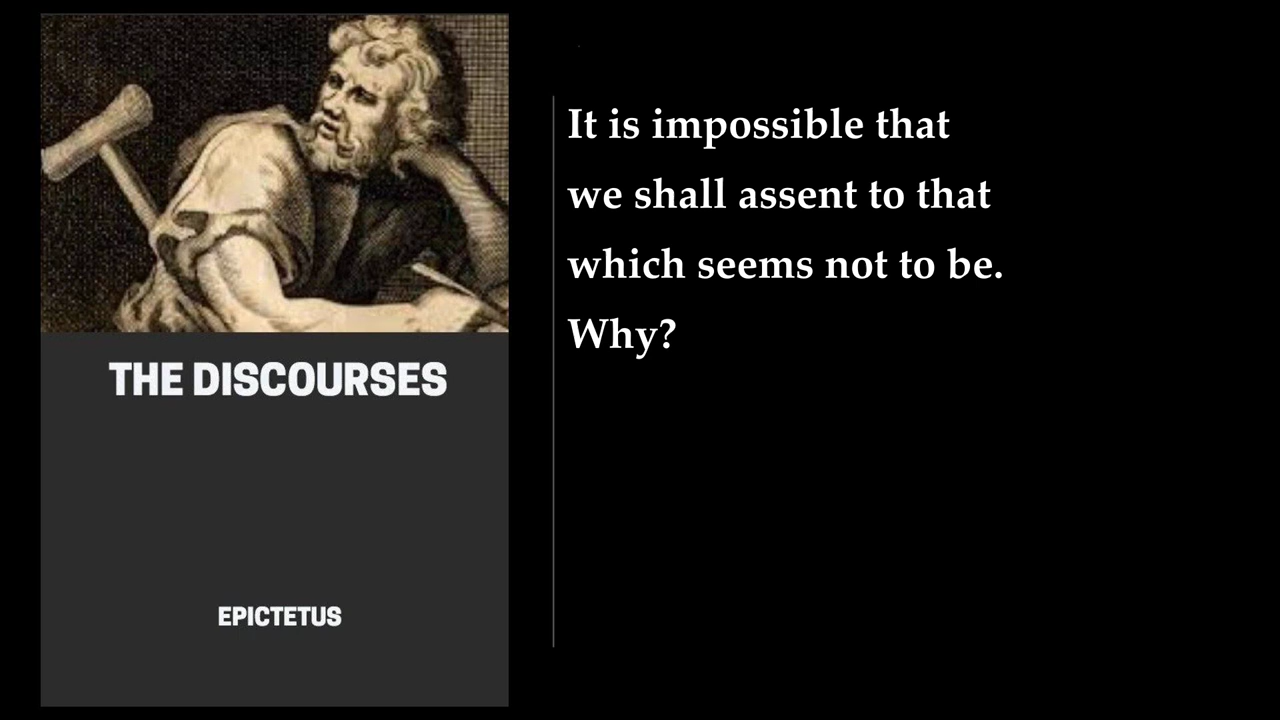 THE DISCOURSES
EPICTETUS
It is impossible that
we shall assent to that
which seems not to be.
Why?